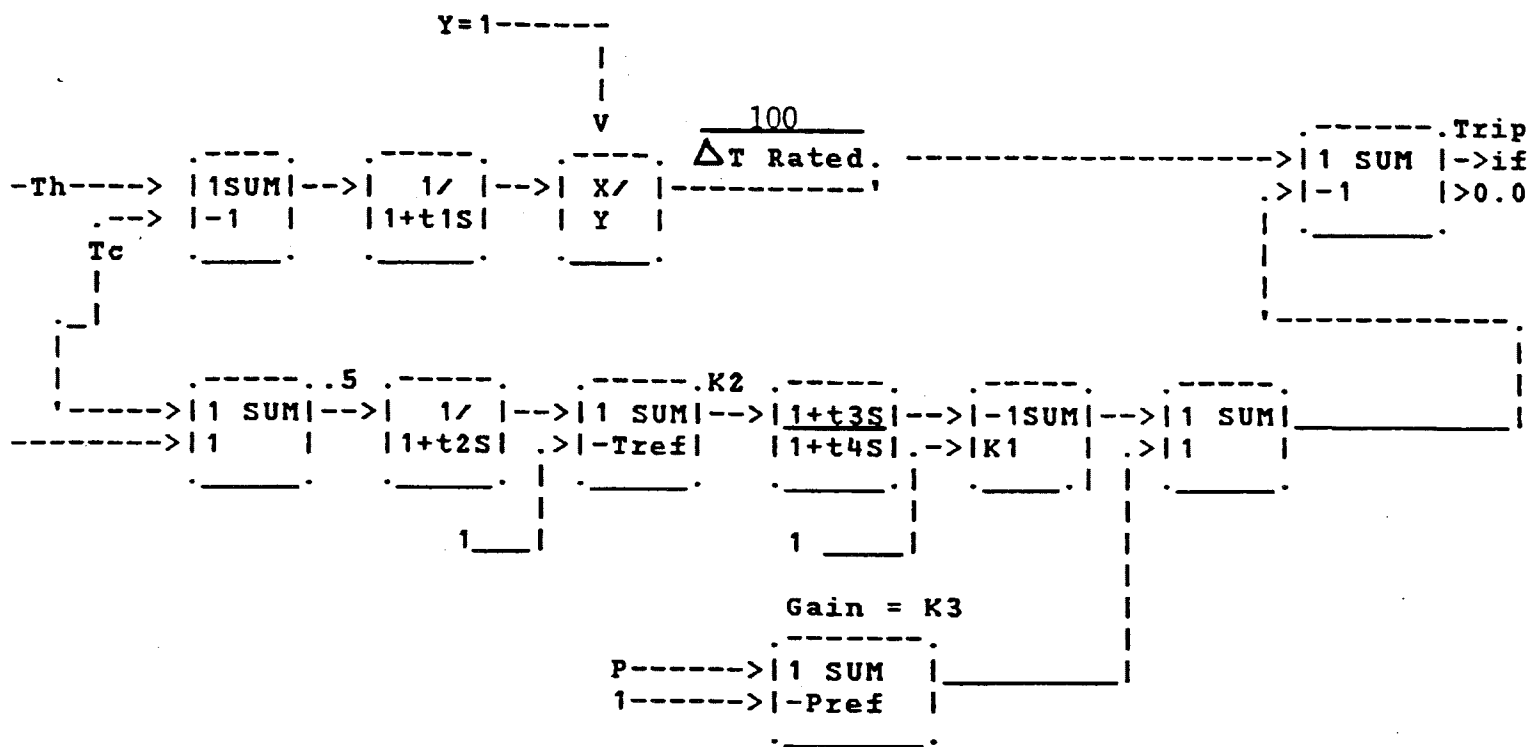 Y=1------
100
ΔT Rated.
Trip
-Th---->
|1SUM|-->| 1/ |-->| X/
|1 SUM |->if
.-->
|-1 | |1+t1S| | Y |
.>|-1 |>0.0
Tc
.5
K2
'----->|1 SUM|-->| 1/ |-->|1 SUM|-->|1+t3S|-->|-1SUM|-->|1 SUM|
------->|1 | |1+t2S| .>|-Tref| |1+t4S|.->|K1 | .>|1 |
1
1
Gain = K3
P------>|1 SUM |
1------>|-Pref |